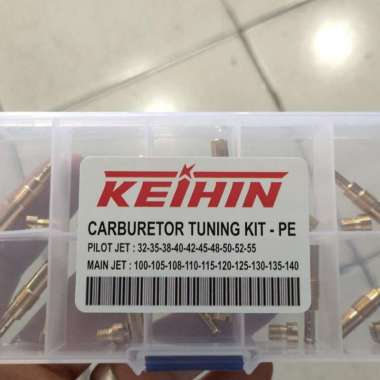 KEIHIN
CARBURETOR TUNING KIT - PE
PILOT JET : 32-35-38-40-42-45-48-50-52-55
MAIN JET : 100-105-108-110-115-120-125-130-135-140